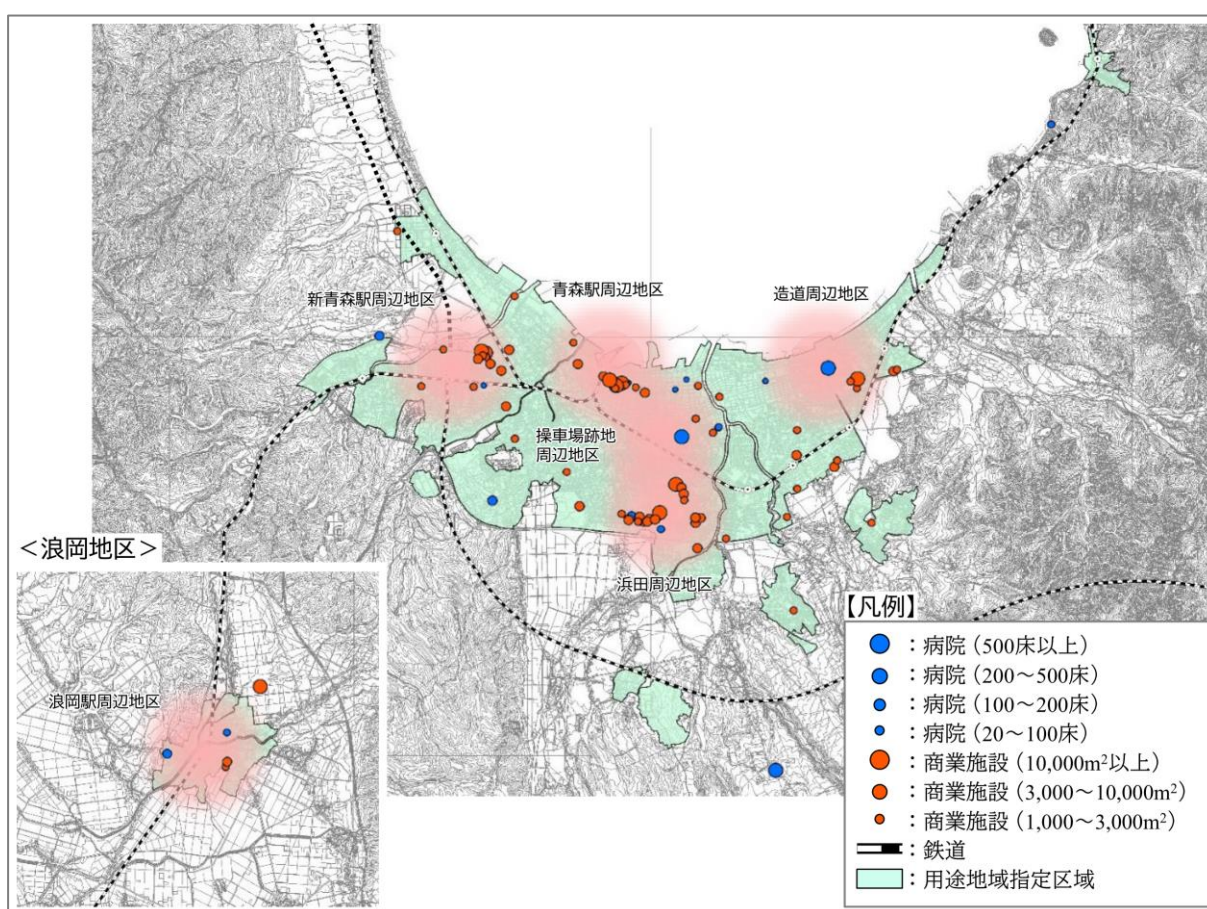 新青森駅周辺地区
青森駅周辺地区
造道周辺地区
操車場跡地
周辺地区
浜田周辺地区
<浪岡地区>
浪岡駅周辺地区
【凡例】
：病院（500床以上）
：病院（200～500床）
：病院（100～200床）
：病院（20～100床）
：商業施設（10,000m²以上）
：商業施設（3,000～10,000m²）
：商業施設（1,000～3,000m²）
：鉄道
：用途地域指定区域